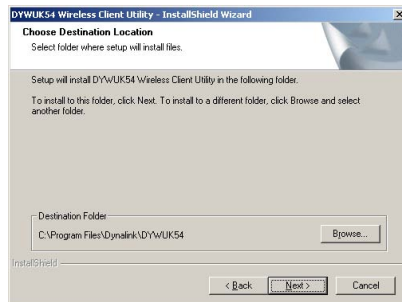 DYWUK54 Wireless Client Utility - InstallShield Wizard
Choose Destination Location
Select folder where setup will install files.
Setup will install DYWUK54 Wireless Client Utility in the following folder.
To install to this folder, click Next. To install to a different folder, click Browse and select
another folder.
Destination Folder
C:\Program Files\Dynalink\DYWUK54
Browse...
InstallShield
< Back
Next >
Cancel